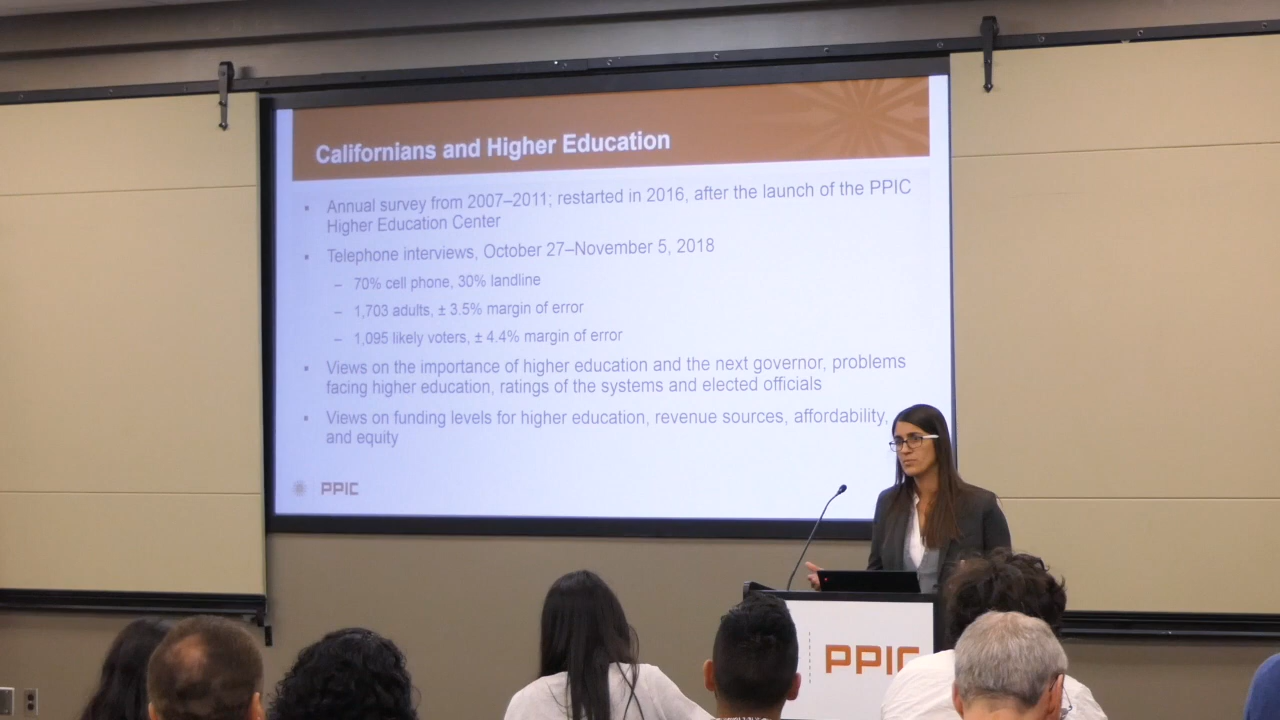 Californians and Higher Education
▪ Annual survey from 2007–2011; restarted in 2016, after the launch of the PPIC
Higher Education Center
▪ Telephone interviews, October 27–November 5, 2018
– 70% cell phone, 30% landline
– 1,703 adults, ± 3.5% margin of error
– 1,095 likely voters, ± 4.4% margin of error
▪ Views on the importance of higher education and the next governor, problems
facing higher education, ratings of the systems and elected officials
▪ Views on funding levels for higher education, revenue sources, affordability,
and equity
PPIC
PPIC